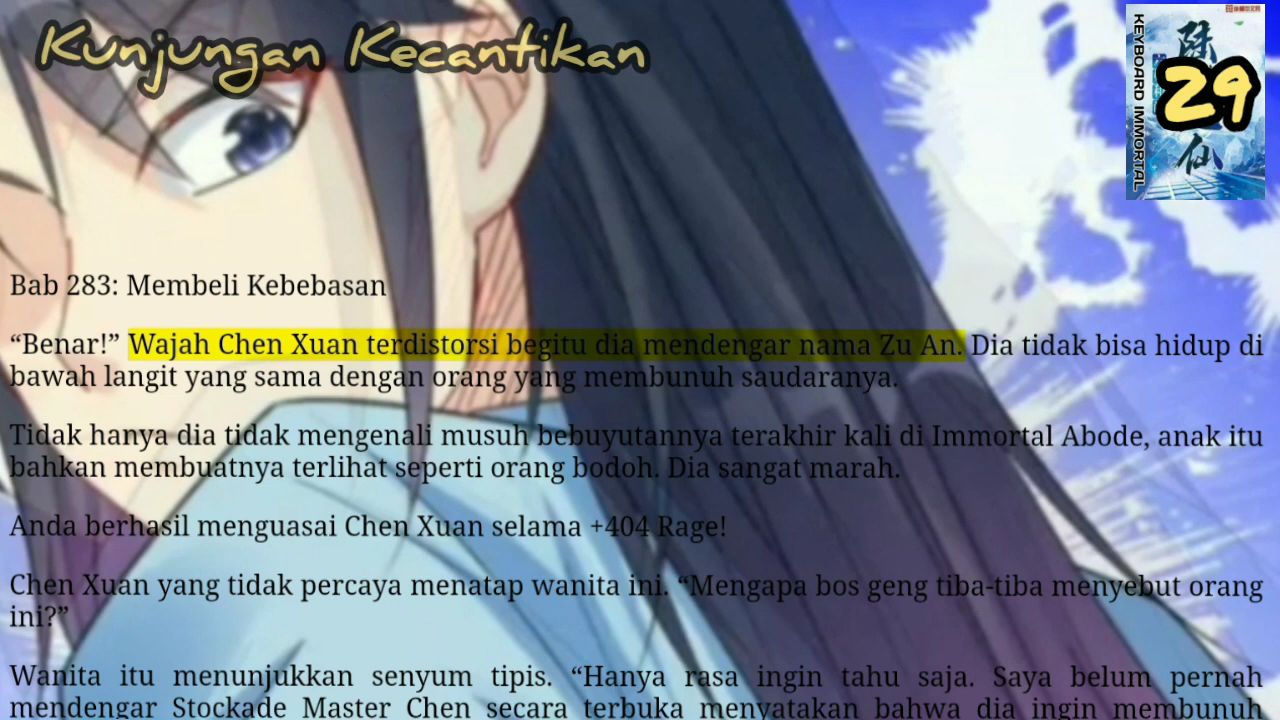 Kunjungan Kecantikan
KEYBOARD IMMORTAL
29
仙
Bab 283: Membeli Kebebasan
“Benar!” Wajah Chen Xuan terdistorsi begitu dia mendengar nama Zu An. Dia tidak bisa hidup di
bawah langit yang sama dengan orang yang membunuh saudaranya.
Tidak hanya dia tidak mengenali musuh bebuyutannya terakhir kali di Immortal Abode, anak itu
bahkan membuatnya terlihat seperti orang bodoh. Dia sangat marah.
Anda berhasil menguasai Chen Xuan selama +404 Rage!
Chen Xuan yang tidak percaya menatap wanita ini. “Mengapa bos geng tiba-tiba menyebut orang
ini?”
Wanita itu menunjukkan senyum tipis. “Hanya rasa ingin tahu saja. Saya belum pernah
mendengar Stockade Master Chen secara terbuka menyatakan bahwa dia ingin membunuh